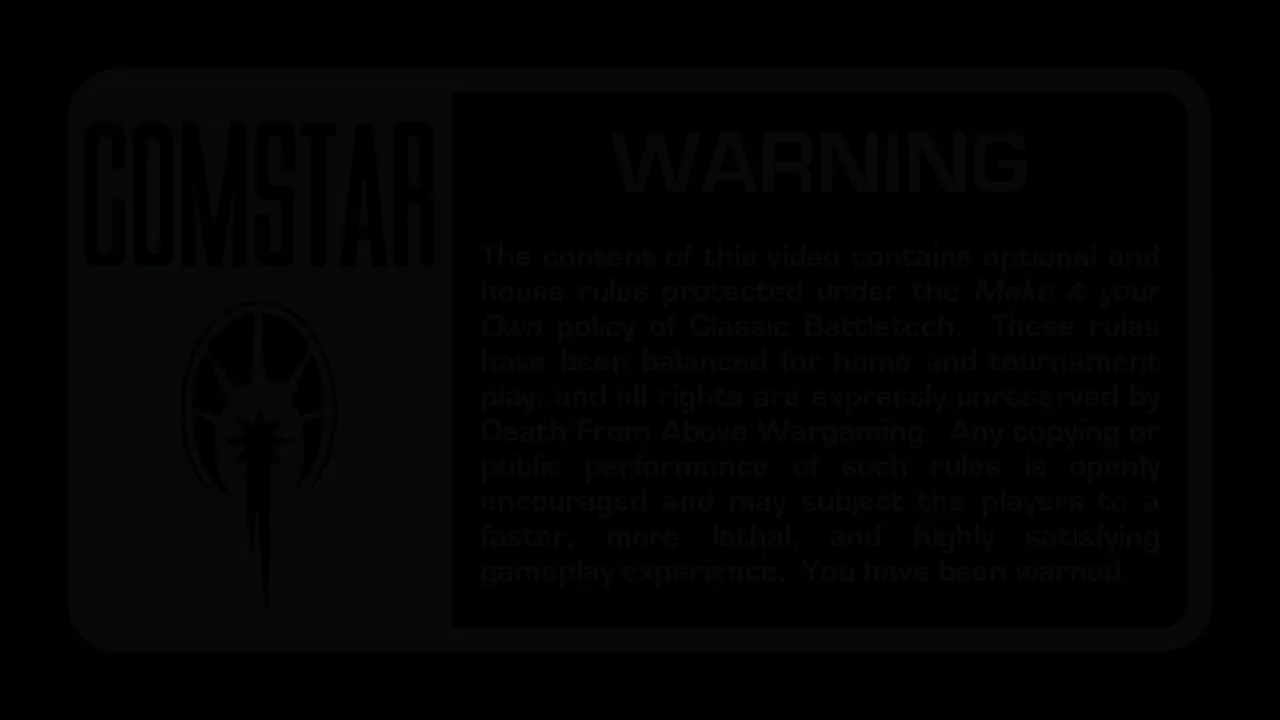 COMSTAR
WARNING
The content of this video contains optional and
house rules protected under the Make it your
Own policy of Classic Battletech. These rules
have been balanced for home and tournament
play, and all rights are expressly unreserved by
Death From Above Wargaming. Any copying or
public performance of such rules is openly
encouraged and may subject the players to a
faster, more lethal, and highly satisfying
gameplay experience. You have been warned.